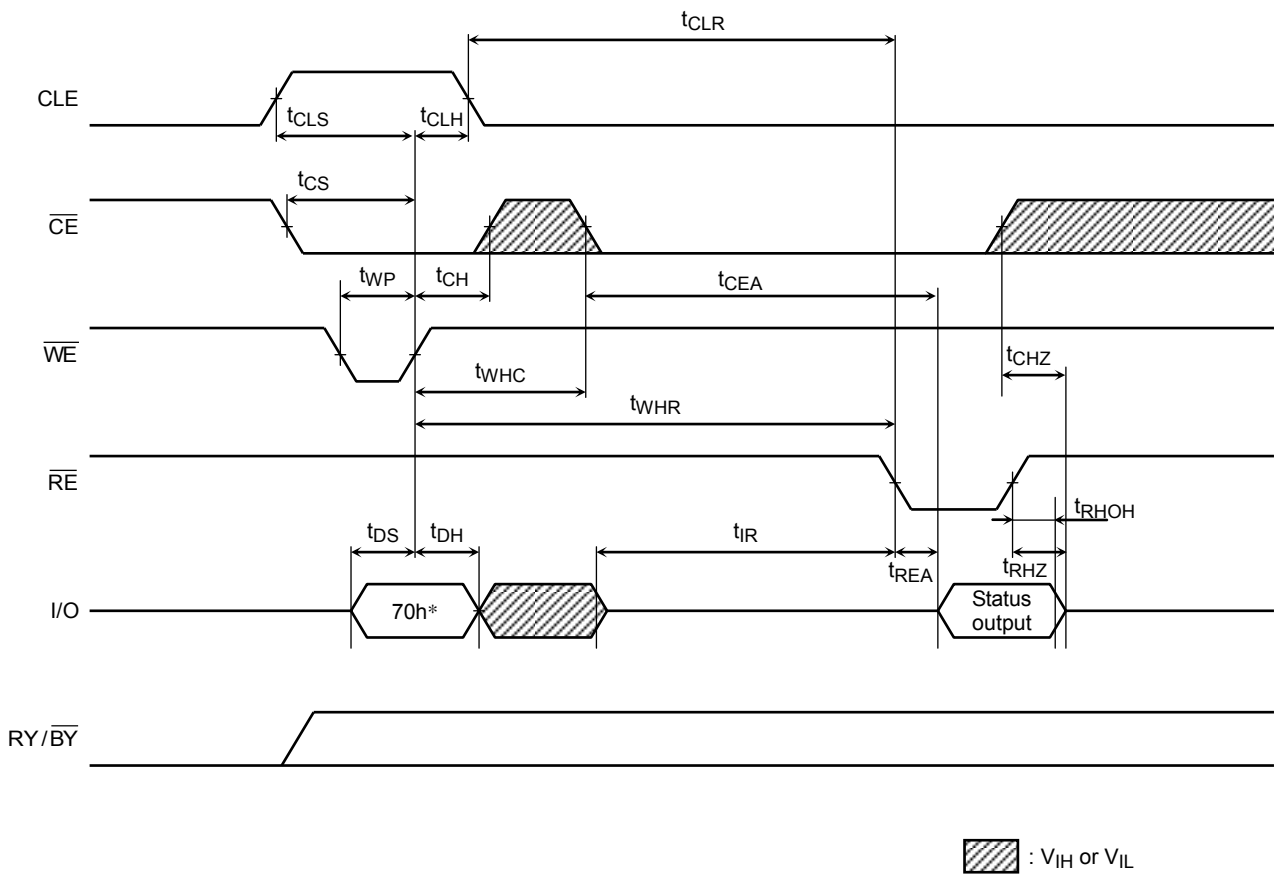 tCLR
CLE
tCLS
tCLH
tCS
CE
tWP
tCH
tCEA
WE
tCHZ
tWHC
tWHR
RE
tRHOH
tDS
tDH
tIR
tREA
tRHZ
I/O
70h*
Status
output
RY/BY
: VIH or VIL